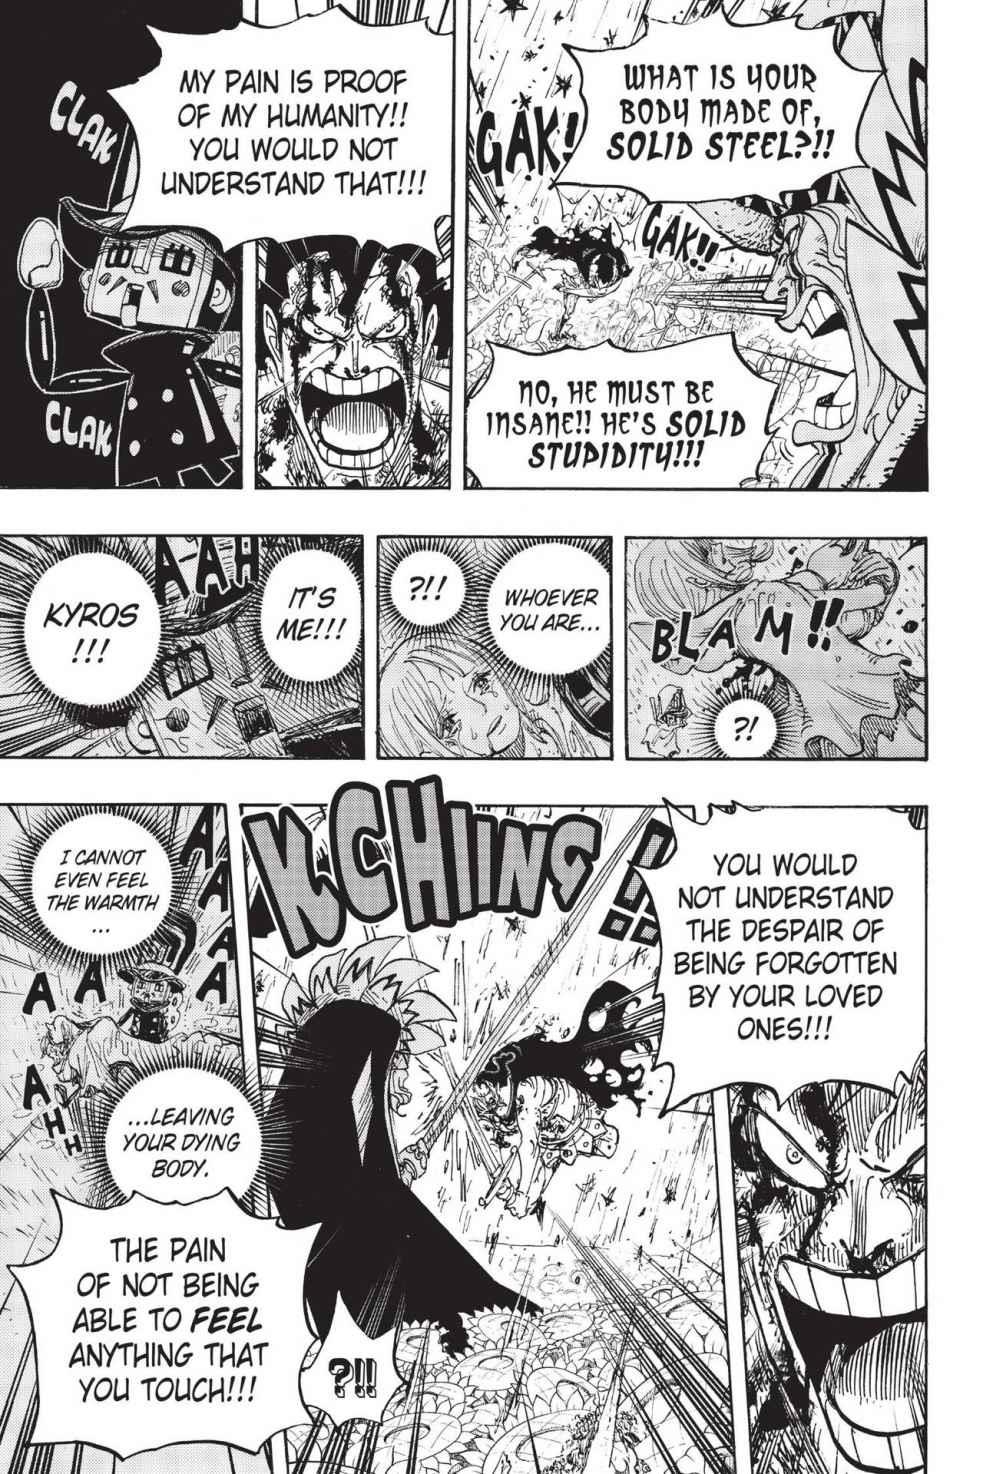 WHAT IS YOUR
BODY MADE OF,
SOLID STEEL?!!
GAK!
GAK!!
NO, HE MUST BE
INSANE!! HE'S SOLID
STUPIDITY!!!
MY PAIN IS PROOF
OF MY HUMANITY!!
YOU WOULD NOT
UNDERSTAND THAT!!!
CLAK
CLAK
BLAM!!
?!
WHOEVER
YOU ARE...
?!!
IT'S
ME!!!
A-AAH
KYROS
!!!
YOU WOULD
NOT UNDERSTAND
THE DESPAIR OF
BEING FORGOTTEN
BY YOUR LOVED
ONES!!!
KCHIING!!
?!!
I CANNOT
EVEN FEEL
THE WARMTH
...
AAAAA
AAAAHHH
...LEAVING
YOUR DYING
BODY.
THE PAIN
OF NOT BEING
ABLE TO FEEL
ANYTHING THAT
YOU TOUCH!!!